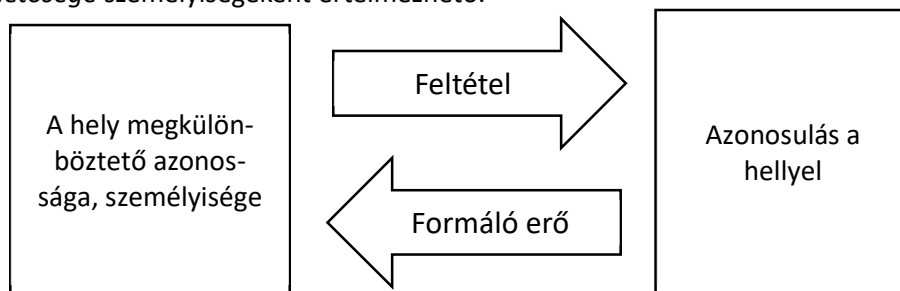 személyiségeként értelmezhető.
Feltétel
A hely megkülön-
böztető azonos-
sága, személyisége
Azonosulás a
hellyel
Formáló erő